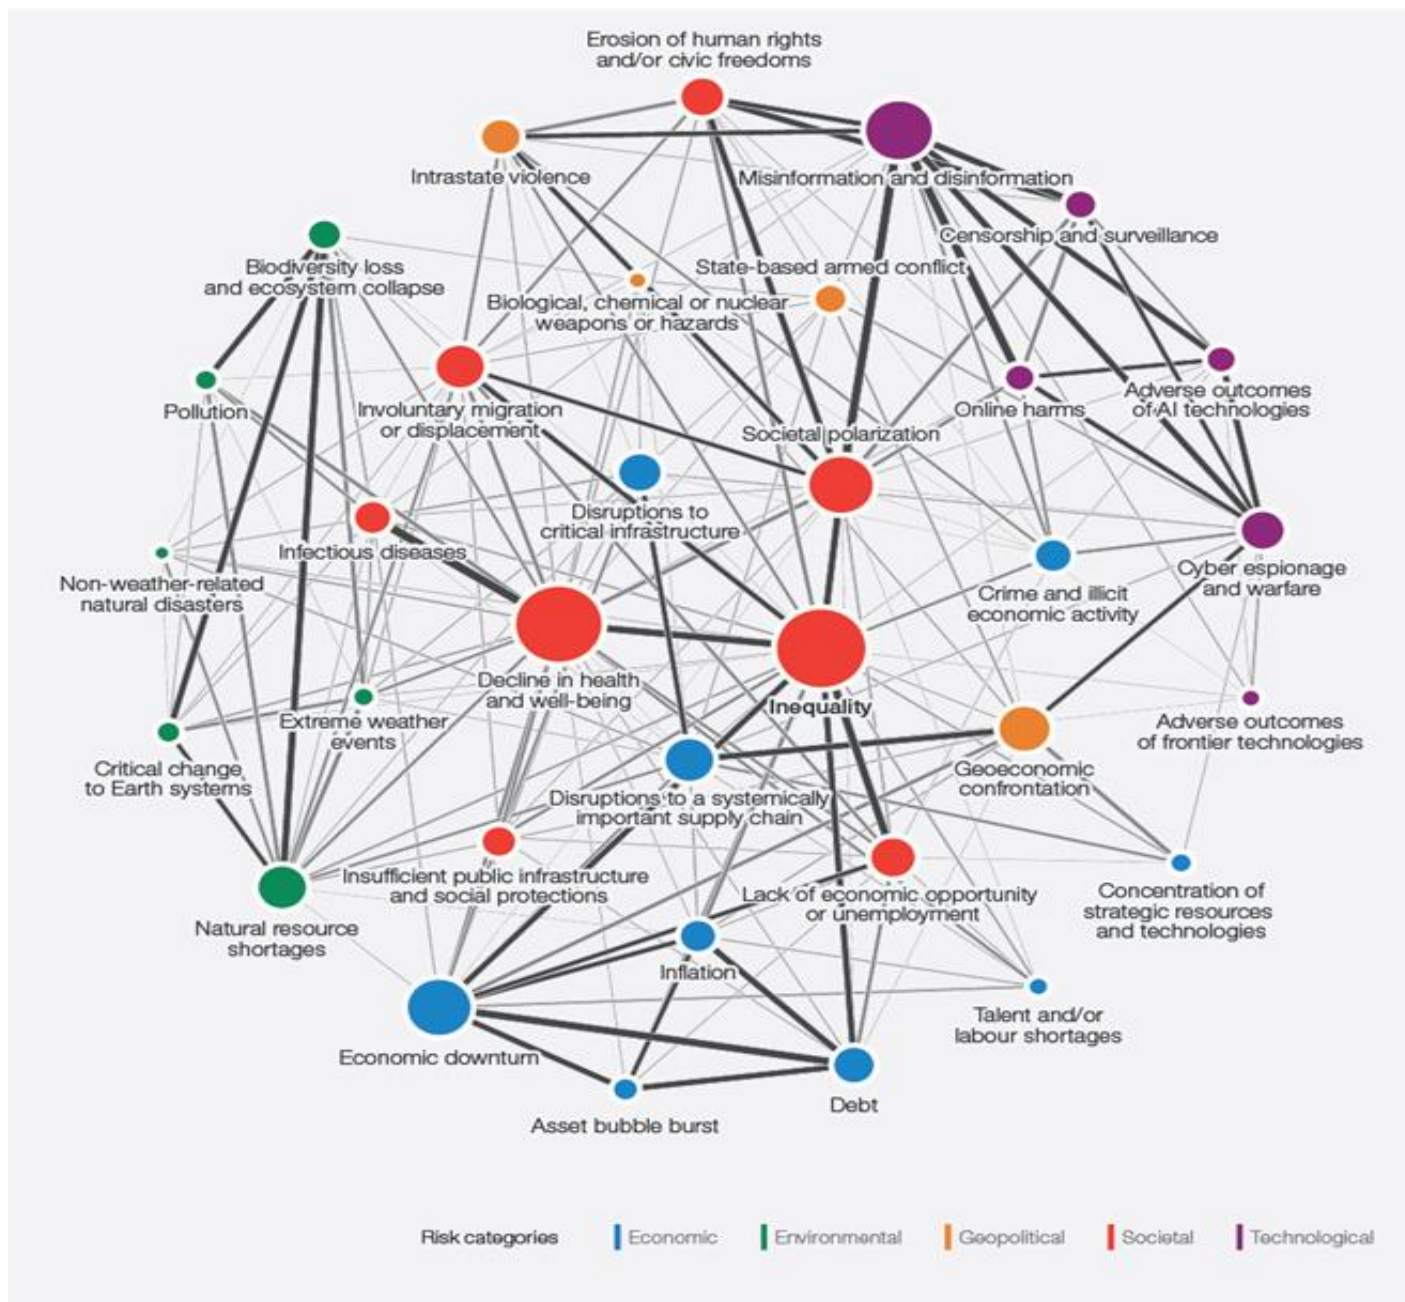 Erosion of human rights
and/or civic freedoms
Intrastate violence
Misinformation and disinformation
Censorship and surveillance
Biodiversity loss
and ecosystem collapse
State-based armed conflict
Biological, chemical or nuclear
weapons or hazards
Pollution
Involuntary migration
or displacement
Online harms
Adverse outcomes
of AI technologies
Societal polarization
Disruptions to
critical infrastructure
Infectious diseases
Non-weather-related
natural disasters
Crime and illicit
economic activity
Cyber espionage
and warfare
Decline in health
and well-being
Inequality
Extreme weather
events
Adverse outcomes
of frontier technologies
Critical change
to Earth systems
Geoeconomic
confrontation
Disruptions to a systemically
important supply chain
Insufficient public infrastructure
and social protections
Lack of economic opportunity
or unemployment
Concentration of
strategic resources
and technologies
Natural resource
shortages
Inflation
Talent and/or
labour shortages
Economic downturn
Debt
Asset bubble burst
Risk categories
Economic
Environmental
Geopolitical
Societal
Technological